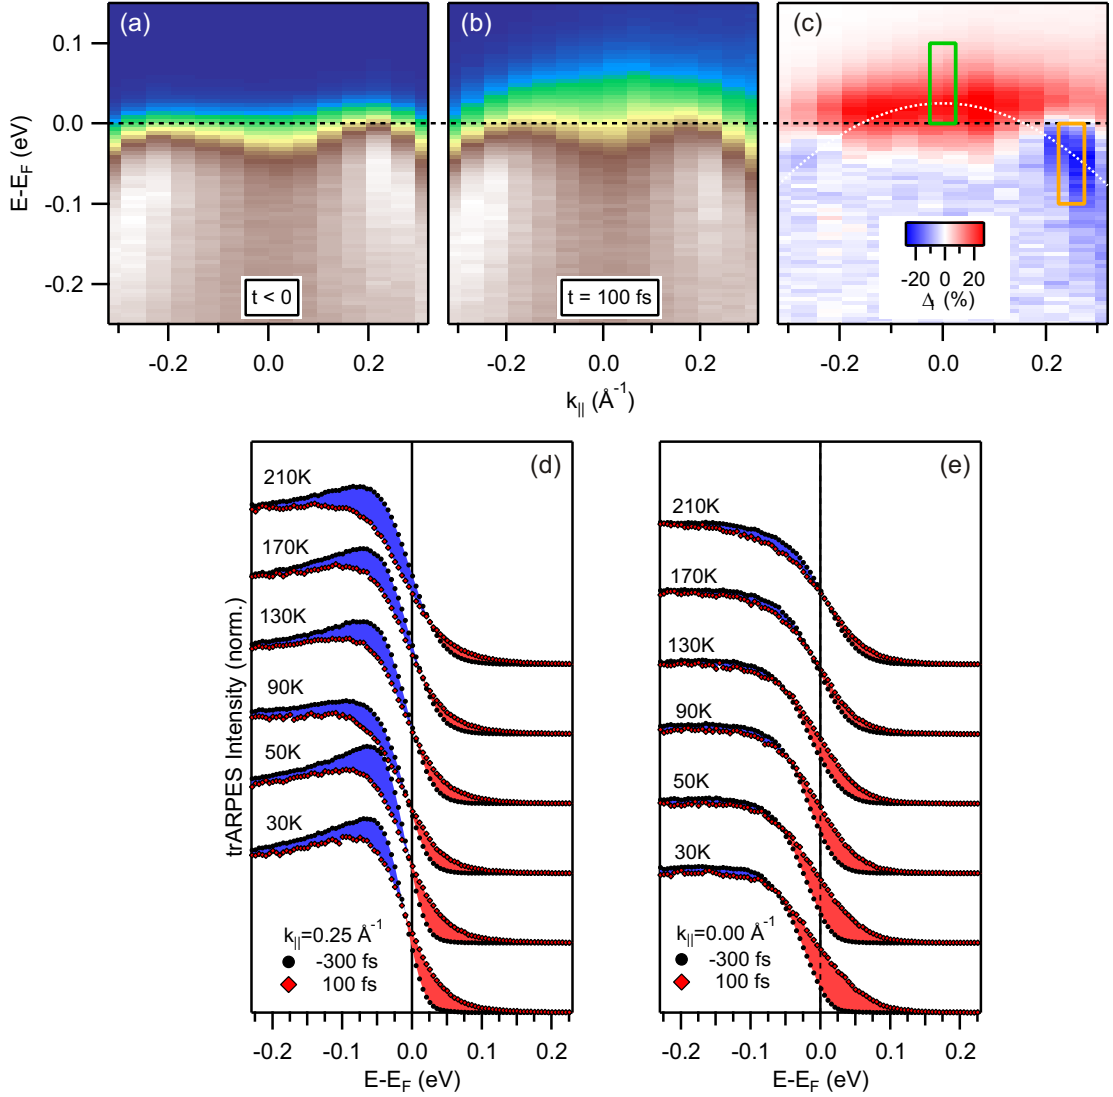 (a)
(b)
(c)
0.1
0.0
-0.1
-0.2
E-E_F (eV)
t < 0
t = 100 fs
-20 0 20
Δ (%)
-0.2 0.0 0.2
-0.2 0.0 0.2
-0.2 0.0 0.2
k_|| (Å^-1)
(d)
210K
170K
130K
90K
50K
30K
trARPES Intensity (norm.)
k_||=0.25 Å^-1
-300 fs
100 fs
-0.2 -0.1 0.0 0.1 0.2
E-E_F (eV)
(e)
210K
170K
130K
90K
50K
30K
k_||=0.00 Å^-1
-300 fs
100 fs
-0.2 -0.1 0.0 0.1 0.2
E-E_F (eV)